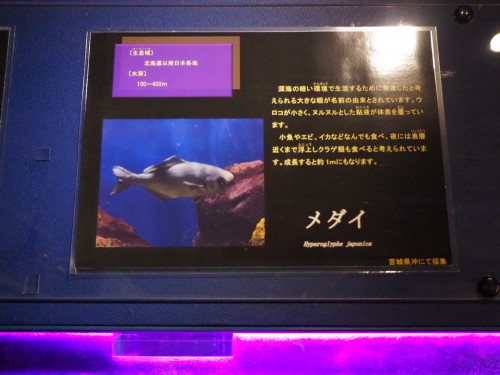 〔生息域〕
北海道以南日本各地
〔水深〕
100～400m
深海の暗い環境で生活するために発達したと考
えられる大きな眼が名前の由来とされています。ウ
ロコが小さく、ヌルヌルとした粘液が体表を覆ってい
ます。
小魚やエビ、イカなどなんでも食べ、夜には表層
近くまで浮上しクラゲ類も食べると考えられていま
す。成長すると約1mにもなります。
メダイ
Hyperoglyphe japonica
宮城県沖にて採集